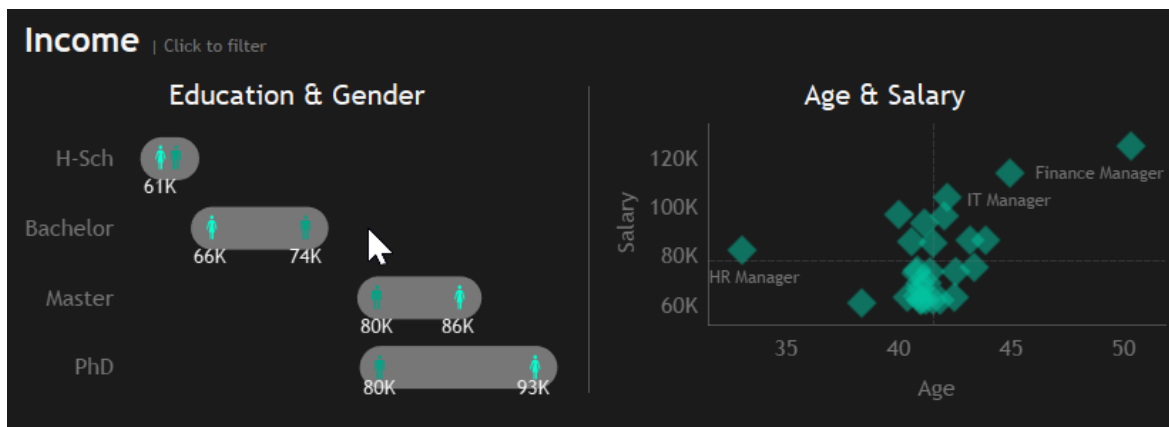 Income | Click to filter
Education & Gender
H-Sch
61K
Bachelor
66K 74K
Master
80K 86K
PhD
80K 93K
Age & Salary
Salary
120K
100K
80K
60K
Finance Manager
IT Manager
HR Manager
35 40 45 50
Age